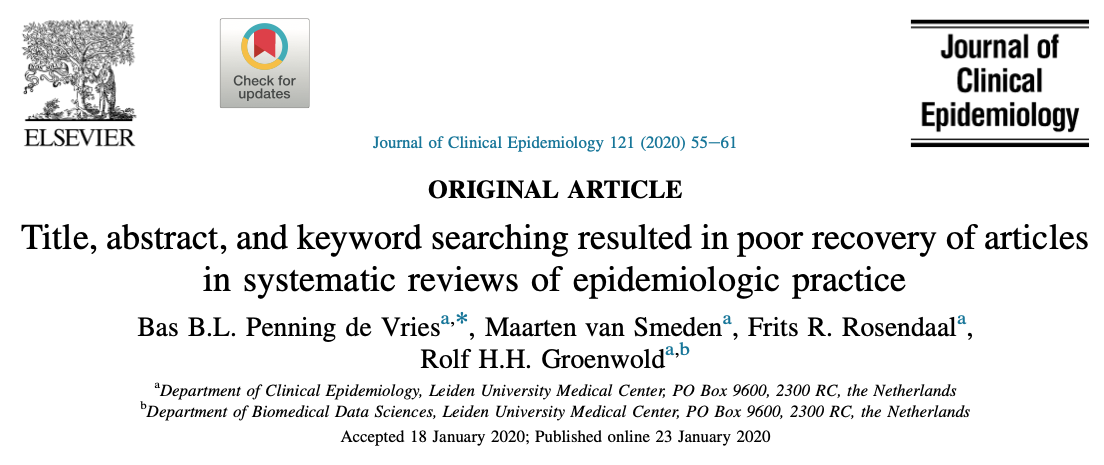 ELSEVIER
Check for
updates
Journal of
Clinical
Epidemiology
Journal of Clinical Epidemiology 121 (2020) 55–61
ORIGINAL ARTICLE
Title, abstract, and keyword searching resulted in poor recovery of articles
in systematic reviews of epidemiologic practice
Bas B.L. Penning de Vriesa,*, Maarten van Smedena, Frits R. Rosendaala,
Rolf H.H. Groenwolda,b
aDepartment of Clinical Epidemiology, Leiden University Medical Center, PO Box 9600, 2300 RC, the Netherlands
bDepartment of Biomedical Data Sciences, Leiden University Medical Center, PO Box 9600, 2300 RC, the Netherlands
Accepted 18 January 2020; Published online 23 January 2020